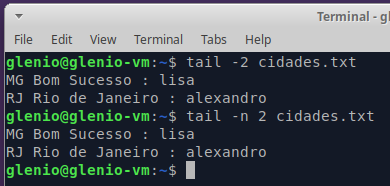 Terminal - gle
File Edit View Terminal Tabs Help
glenio@glenio-vm:~$ tail -2 cidades.txt
MG Bom Sucesso : lisa
RJ Rio de Janeiro : alexandro
glenio@glenio-vm:~$ tail -n 2 cidades.txt
MG Bom Sucesso : lisa
RJ Rio de Janeiro : alexandro
glenio@glenio-vm:~$